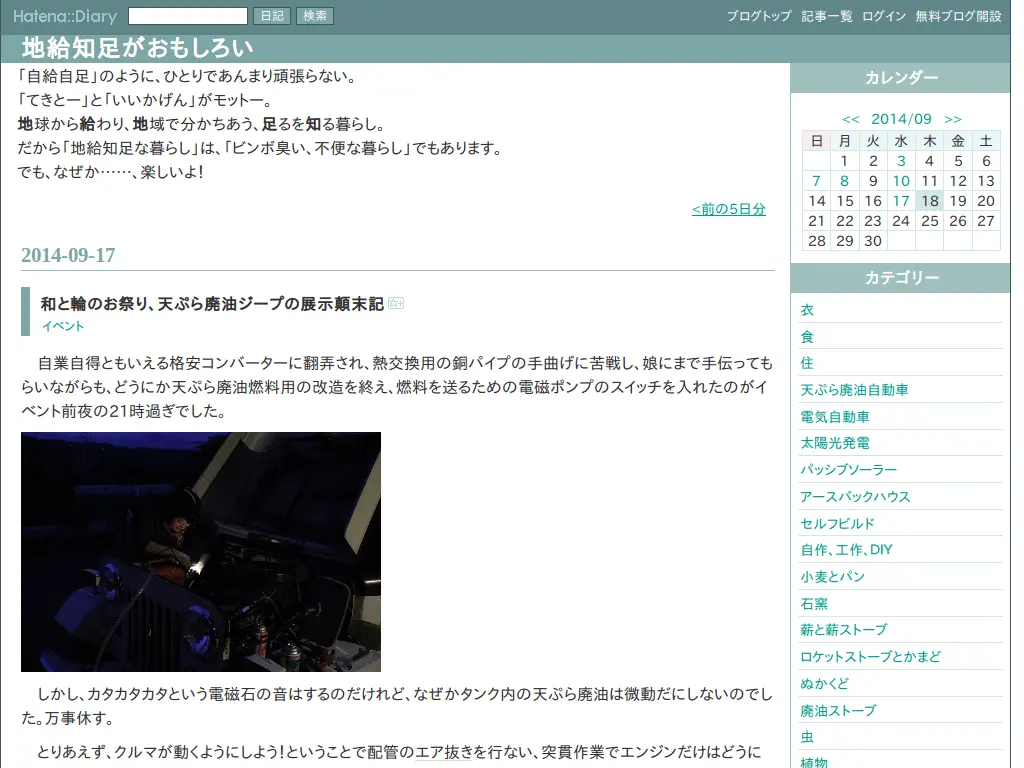 Hatena::Diary 日記 検索 ブログトップ 記事一覧 ログイン 無料ブログ開設
地給知足がおもしろい
「自給自足」のように、ひとりであんまり頑張らない。
「てきとー」と「いいかげん」がモットー。
地球から給わり、地域で分かちあう、足るを知る暮らし。
だから「地給知足な暮らし」は、「ビンボ臭い、不便な暮らし」でもあります。
でも、なぜか……、楽しいよ！
<前の5日分
2014-09-17
和と輪のお祭り、天ぷら廃油ジープの展示顛末記
イベント
自業自得ともいえる格安コンバーターに翻弄され、熱交換用の銅パイプの手曲げに苦戦し、娘にまで手伝っても
らいながらも、どうにか天ぷら廃油燃料用の改造を終え、燃料を送るための電磁ポンプのスイッチを入れたのがイ
ベント前夜の21時過ぎでした。
しかし、カタカタカタという電磁石の音はするのだけれど、なぜかタンク内の天ぷら廃油は微動だにしないのでし
た。万事休す。
とりあえず、クルマが動くようにしよう！ということで配管のエア抜きを行ない、突貫作業でエンジンだけはどうに
カレンダー
<< 2014/09 >>
日 月 火 水 木 金 土
1 2 3 4 5 6
7 8 9 10 11 12 13
14 15 16 17 18 19 20
21 22 23 24 25 26 27
28 29 30
カテゴリー
衣
食
住
天ぷら廃油自動車
電気自動車
太陽光発電
パッシブソーラー
アースバックハウス
セルフビルド
自作、工作、DIY
小麦とパン
石窯
薪と薪ストーブ
ロケットストーブとかまど
ぬかくど
廃油ストーブ
虫
植物